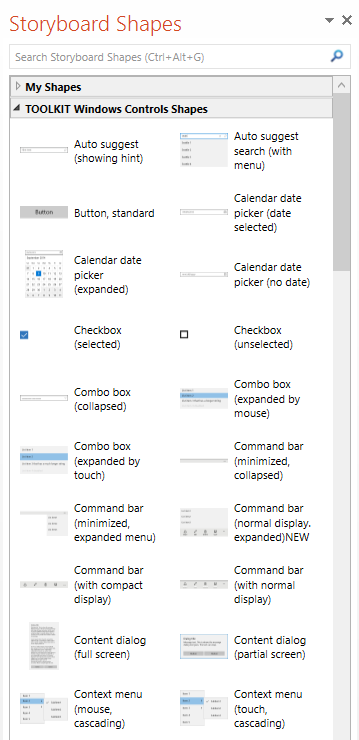 Storyboard Shapes
Search Storyboard Shapes (Ctrl+Alt+G)
My Shapes
TOOLKIT Windows Controls Shapes
Auto suggest
(showing hint)
Auto suggest
search (with
menu)
Button
Button, standard
Calendar date
picker (date
selected)
Calendar date
picker
(expanded)
Calendar date
picker (no date)
Checkbox
(selected)
Checkbox
(unselected)
Combo box
(collapsed)
Combo box
(expanded by
mouse)
Combo box
(expanded by
touch)
Command bar
(minimized,
collapsed)
Command bar
(minimized,
expanded menu)
Command bar
(normal display.
expanded)NEW
Command bar
(with compact
display)
Command bar
(with normal
display)
Content dialog
(full screen)
Content dialog
(partial screen)
Context menu
(mouse,
cascading)
Context menu
(touch,
cascading)